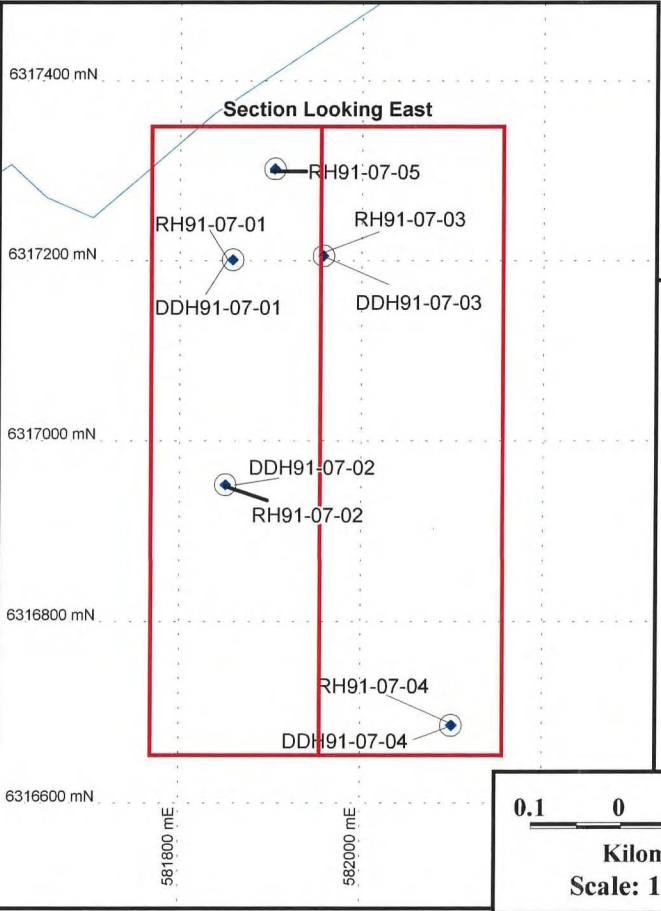 6317400 mN
Section Looking East
RH91-07-05
RH91-07-01
RH91-07-03
6317200 mN
DDH91-07-01
DDH91-07-03
6317000 mN
DDH91-07-02
RH91-07-02
6316800 mN
RH91-07-04
DDH91-07-04
6316600 mN
581800 mE
582000 mE
0.1 0
Kilom
Scale: 1